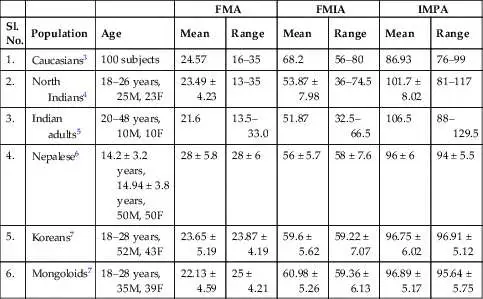 FMA FMIA IMPA
Sl. No. Population Age Mean Range Mean Range Mean Range
1. Caucasians3 100 subjects 24.57 16–35 68.2 56–80 86.93 76–99
2. North Indians4 18–26 years, 25M, 23F 23.49 ± 4.23 13–35 53.87 ± 7.98 36–74.5 101.7 ± 8.02 81–117
3. Indian adults5 20–48 years, 10M, 10F 21.6 13.5–33.0 51.87 32.5–66.5 106.5 88–129.5
4. Nepalese6 14.2 ± 3.2 years, 14.94 ± 3.8 years, 50M, 50F 28 ± 5.8 28 ± 6 56 ± 5.7 58 ± 7.6 96 ± 6 94 ± 5.5
5. Koreans7 18–28 years, 52M, 43F 23.65 ± 5.19 23.87 ± 4.19 59.6 ± 5.62 59.22 ± 7.07 96.75 ± 6.02 96.91 ± 5.12
6. Mongoloids7 18–28 years, 35M, 39F 22.13 ± 4.59 25 ± 4.21 60.98 ± 5.26 59.36 ± 6.13 96.89 ± 5.17 95.64 ± 5.75